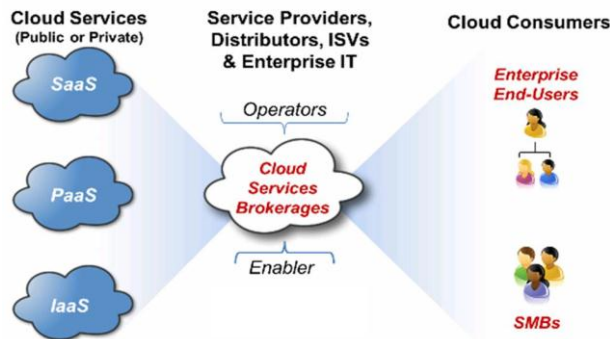 Cloud Services
(Public or Private)
SaaS
PaaS
IaaS
Service Providers,
Distributors, ISVs
& Enterprise IT
Operators
Cloud
Services
Brokerages
Enabler
Cloud Consumers
Enterprise
End-Users
SMBs